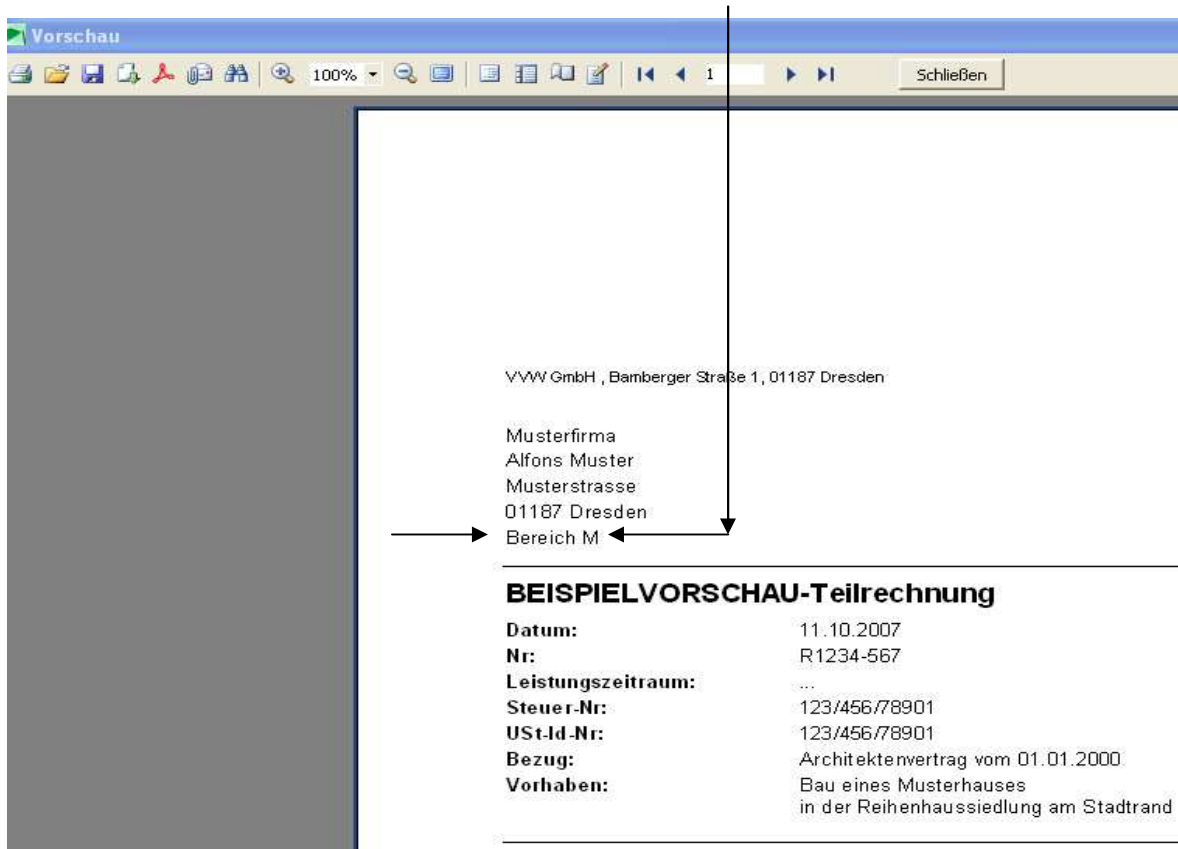 Vorschau
100% 1 Schließen
VVW GmbH , Bamberger Straße 1, 01187 Dresden
Musterfirma
Alfons Muster
Musterstrasse
01187 Dresden
Bereich M
BEISPIELVORSCHAU-Teilrechnung
Datum: 11.10.2007
Nr: R1234-567
Leistungszeitraum: ...
Steuer-Nr: 123/456/78901
USt-Id-Nr: 123/456/78901
Bezug: Architektenvertrag vom 01.01.2000
Vorhaben: Bau eines Musterhauses
in der Reihenhaussiedlung am Stadtrand